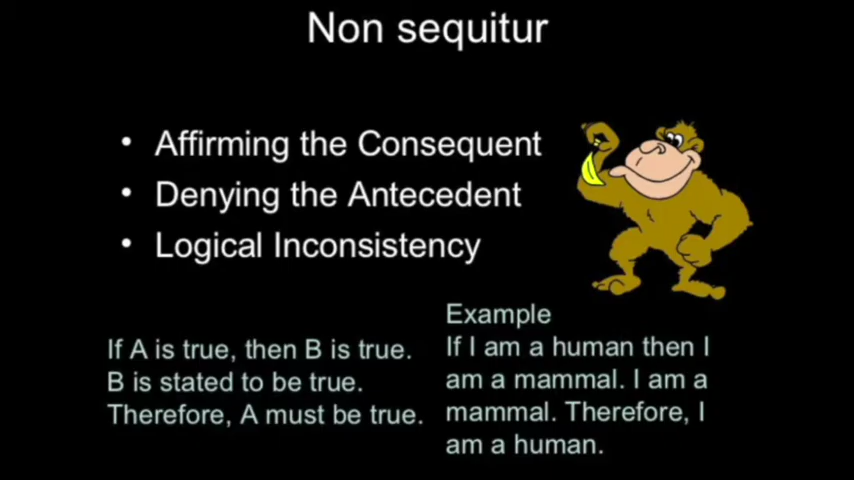 Non sequitur
• Affirming the Consequent
• Denying the Antecedent
• Logical Inconsistency
If A is true, then B is true.
B is stated to be true.
Therefore, A must be true.
Example
If I am a human then I
am a mammal. I am a
mammal. Therefore, I
am a human.